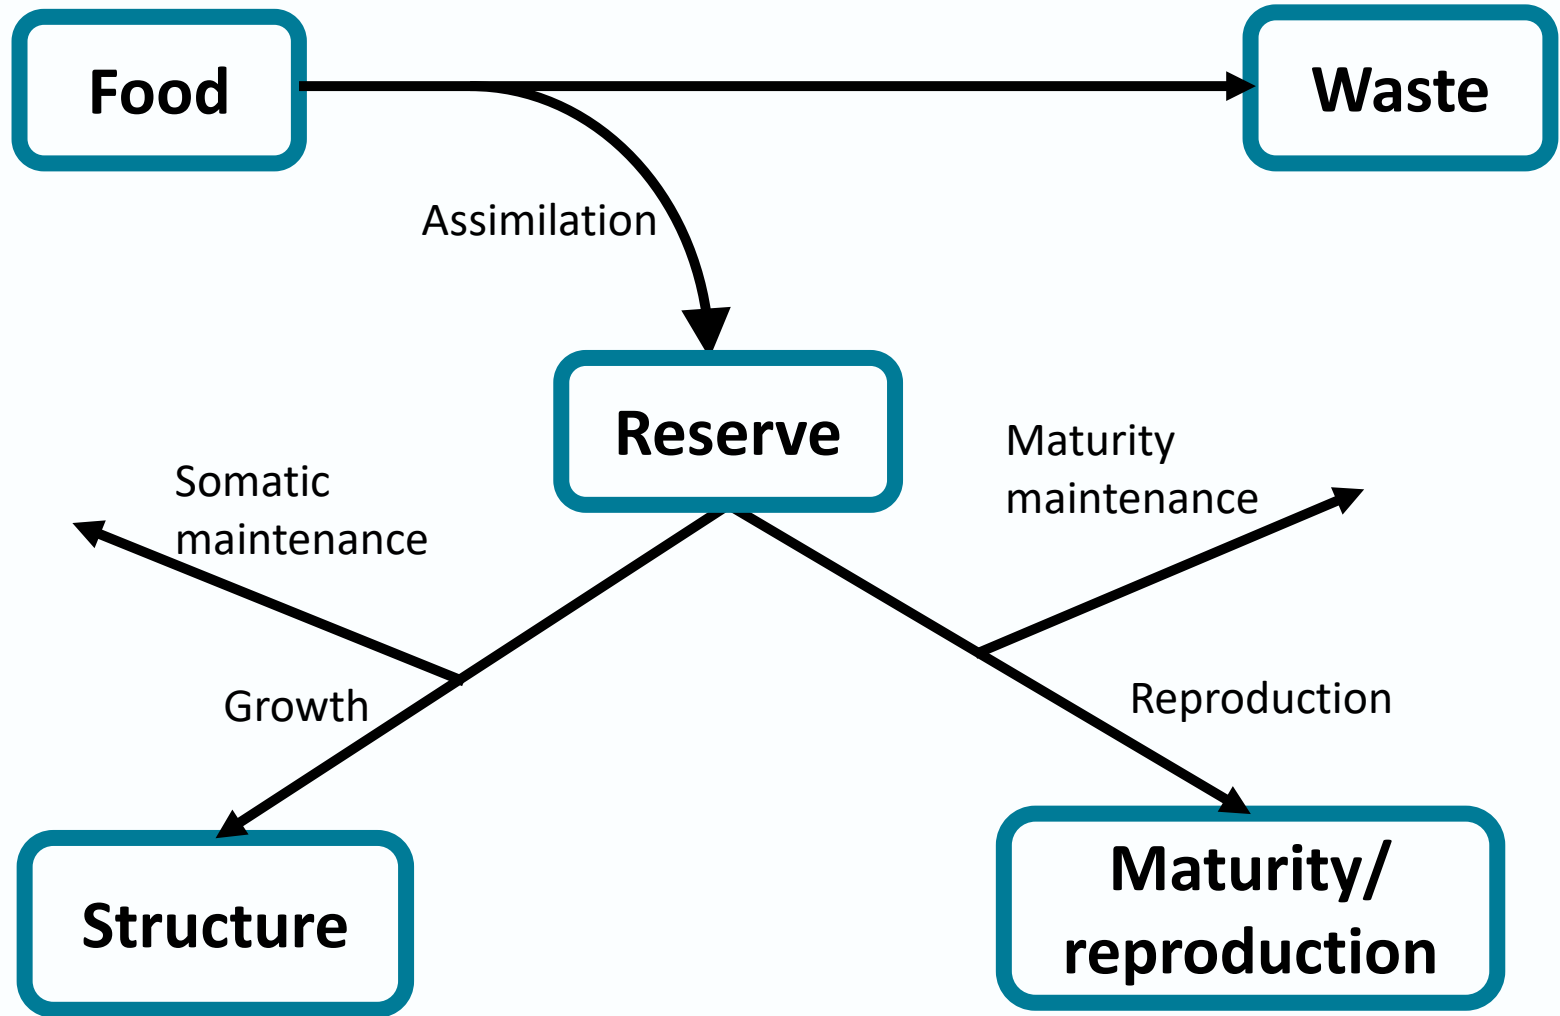 Food
Waste
Assimilation
Reserve
Maturity
maintenance
Somatic
maintenance
Growth
Reproduction
Structure
Maturity/
reproduction